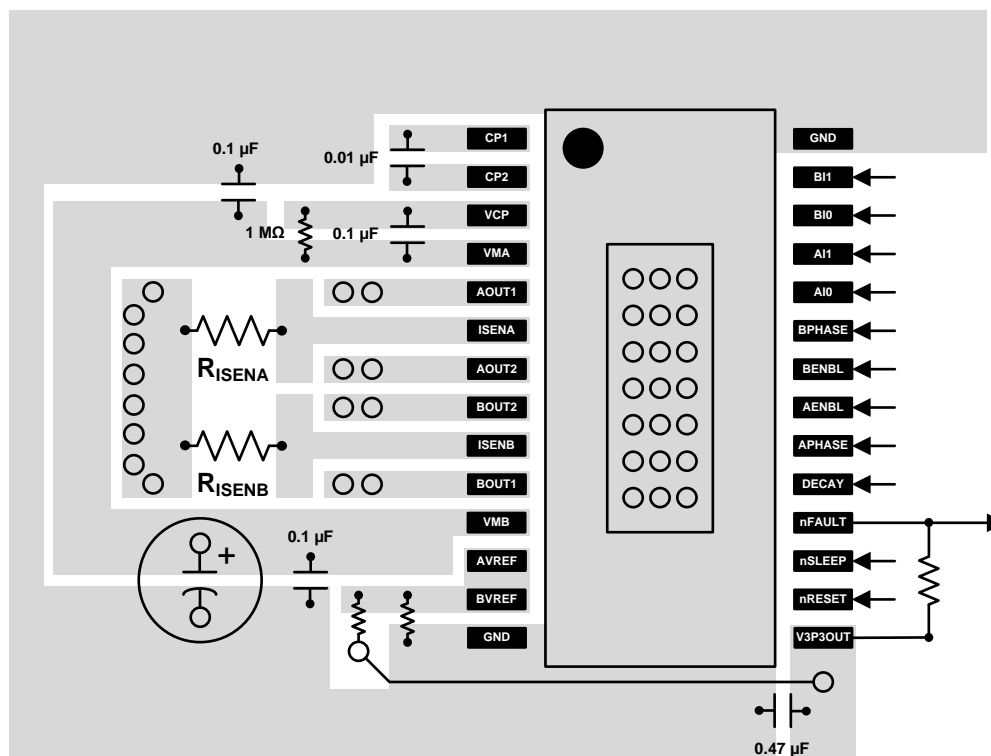 CP1
GND
0.1 µF
0.01 µF
CP2
BI1
VCP
BI0
1 MΩ
0.1 µF
VMA
AI1
AOUT1
AI0
ISENA
BPHASE
RISENA
AOUT2
BENBL
BOUT2
AENBL
ISENB
APHASE
RISENB
BOUT1
DECAY
VMB
nFAULT
0.1 µF
+
AVREF
nSLEEP
BVREF
nRESET
GND
V3P3OUT
0.47 µF